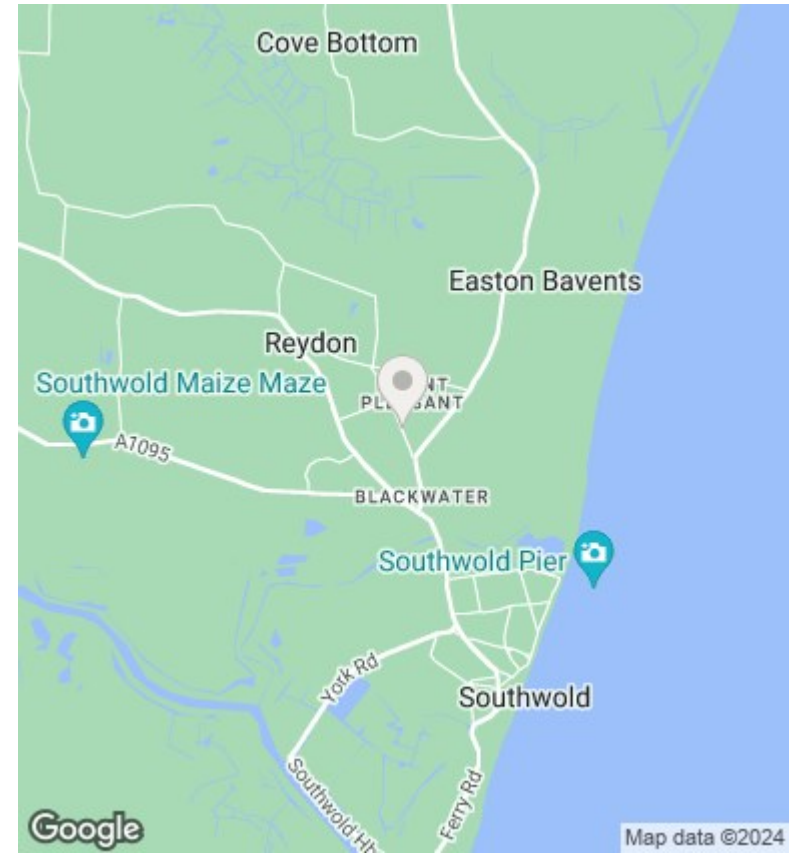 Cove Bottom
Easton Bavents
Reydon
Southwold Maize Maze
A1095
BLACKWATER
Southwold Pier
York Rd
Southwold
Ferry Rd
Google
Map data ©2024